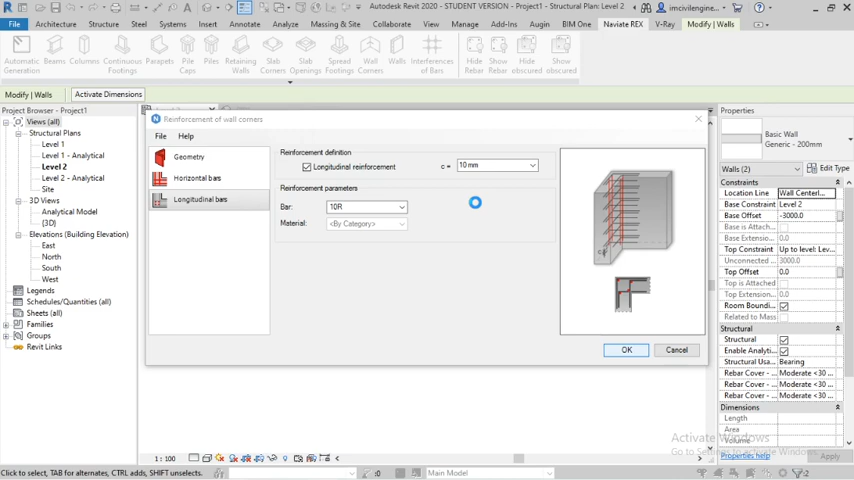 Autodesk Revit 2020 - STUDENT VERSION - Project1 - Structural Plan: Level 2
imcivilengine...
File Architecture Structure Steel Systems Insert Annotate Analyze Massing & Site Collaborate View Manage Add-Ins Augin BIM One Naviate REX V-Ray Modify | Walls
Automatic Generation
Beams
Columns
Continuous Footings
Parapets
Pile Caps
Piles
Retaining Walls
Slab Corners
Slab Openings
Spread Footings
Wall Corners
Walls
Interferences of Bars
Hide Rebar
Show Rebar
Hide obscured
Show obscured
Modify | Walls Activate Dimensions
Project Browser - Project1
Views (all)
Structural Plans
Level 1
Level 1 - Analytical
Level 2
Level 2 - Analytical
Site
3D Views
Analytical Model
{3D}
Elevations (Building Elevation)
East
North
South
West
Legends
Schedules/Quantities (all)
Sheets (all)
Families
Groups
Revit Links
Reinforcement of wall corners
File Help
Geometry
Horizontal bars
Longitudinal bars
Reinforcement definition
Longitudinal reinforcement c = 10 mm
Reinforcement parameters
Bar: 10R
Material: <By Category>
c
OK Cancel
Properties
Basic Wall
Generic - 200mm
Walls (2) Edit Type
Constraints
Location Line Wall Centerl...
Base Constraint Level 2
Base Offset -3000.0
Base is Attach...
Base Extensio... 0.0
Top Constraint Up to level: Lev...
Unconnected ... 3000.0
Top Offset 0.0
Top is Attached
Top Extension... 0.0
Room Boundi...
Related to Mass
Structural
Structural
Enable Analyti...
Structural Usa... Bearing
Rebar Cover - ... Moderate <30 ...
Rebar Cover - ... Moderate <30 ...
Rebar Cover - ... Moderate <30 ...
Dimensions
Length
Area
Volume
Properties help Apply
Activate Windows
Go to Settings to activate Windows.
1 : 100
Click to select, TAB for alternates, CTRL adds, SHIFT unselects.
:0
Main Model
:2